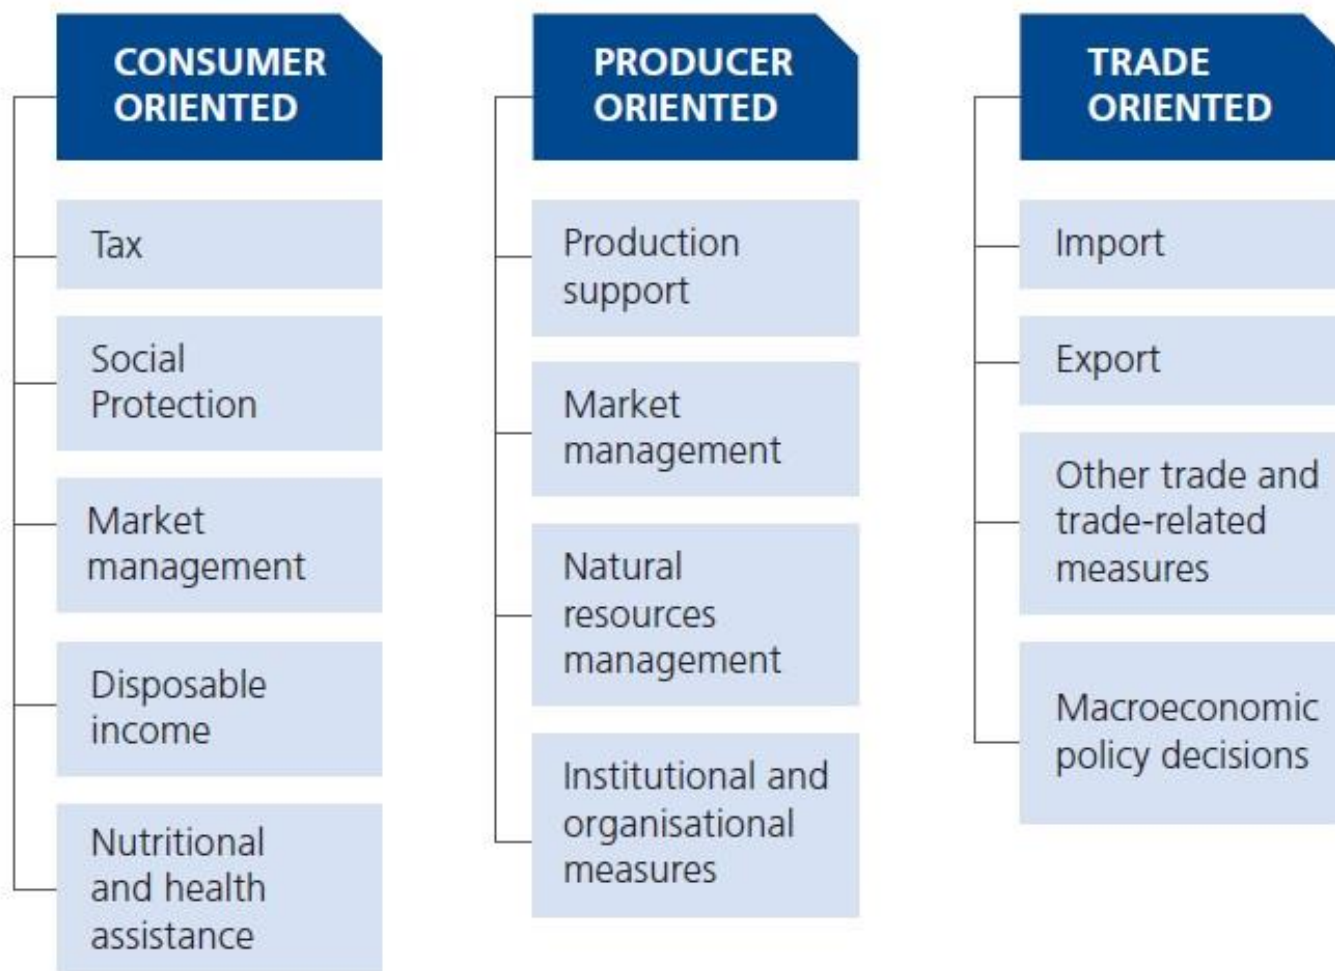 CONSUMER
ORIENTED
Tax
Social
Protection
Market
management
Disposable
income
Nutritional
and health
assistance
PRODUCER
ORIENTED
Production
support
Market
management
Natural
resources
management
Institutional and
organisational
measures
TRADE
ORIENTED
Import
Export
Other trade and
trade-related
measures
Macroeconomic
policy decisions